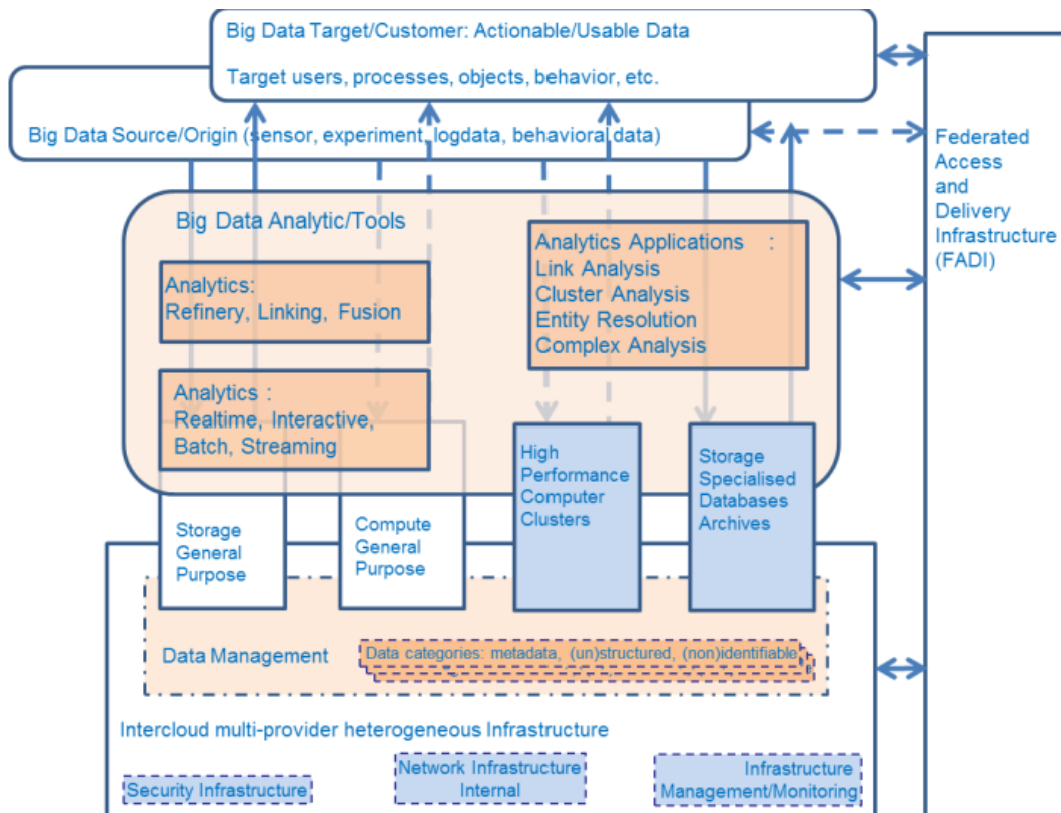 Big Data Target/Customer: Actionable/Usable Data
Target users, processes, objects, behavior, etc.
Big Data Source/Origin (sensor, experiment, logdata, behavioral data)
Federated
Access
and
Delivery
Infrastructure
(FADI)
Big Data Analytic/Tools
Analytics:
Refinery, Linking, Fusion
Analytics Applications :
Link Analysis
Cluster Analysis
Entity Resolution
Complex Analysis
Analytics :
Realtime, Interactive,
Batch, Streaming
Storage
General
Purpose
Compute
General
Purpose
High
Performance
Computer
Clusters
Storage
Specialised
Databases
Archives
Data Management
Data categories: metadata, (un)structured, (non)identifiable
Intercloud multi-provider heterogeneous Infrastructure
Security Infrastructure
Network Infrastructure
Internal
Infrastructure
Management/Monitoring